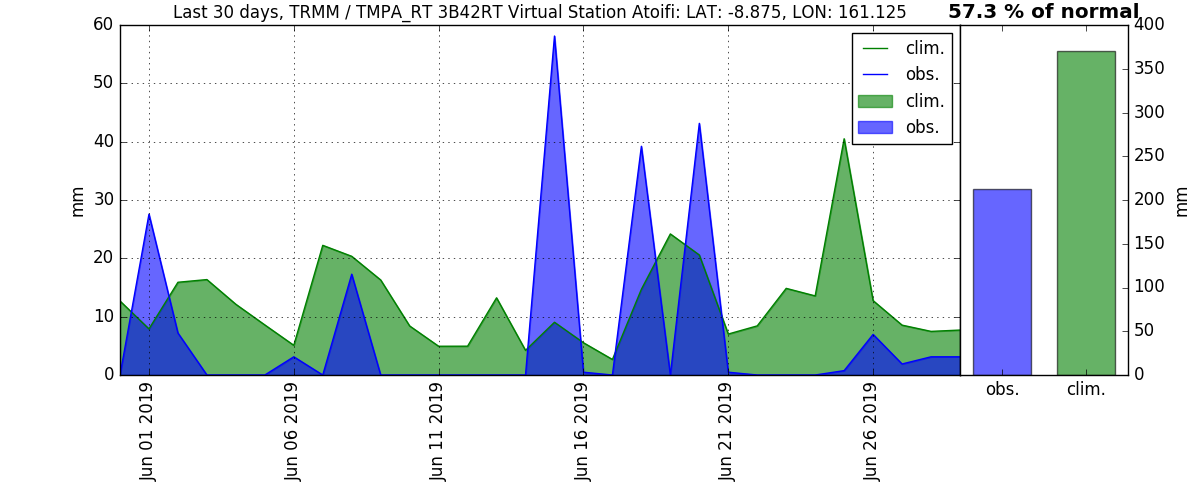 Last 30 days, TRMM / TMPA_RT 3B42RT Virtual Station Atoifi: LAT: -8.875, LON: 161.125
57.3 % of normal
60
50
40
30
20
10
0
mm
clim.
obs.
clim.
obs.
Jun 01 2019
Jun 06 2019
Jun 11 2019
Jun 16 2019
Jun 21 2019
Jun 26 2019
400
350
300
250
200
150
100
50
0
mm
obs.
clim.